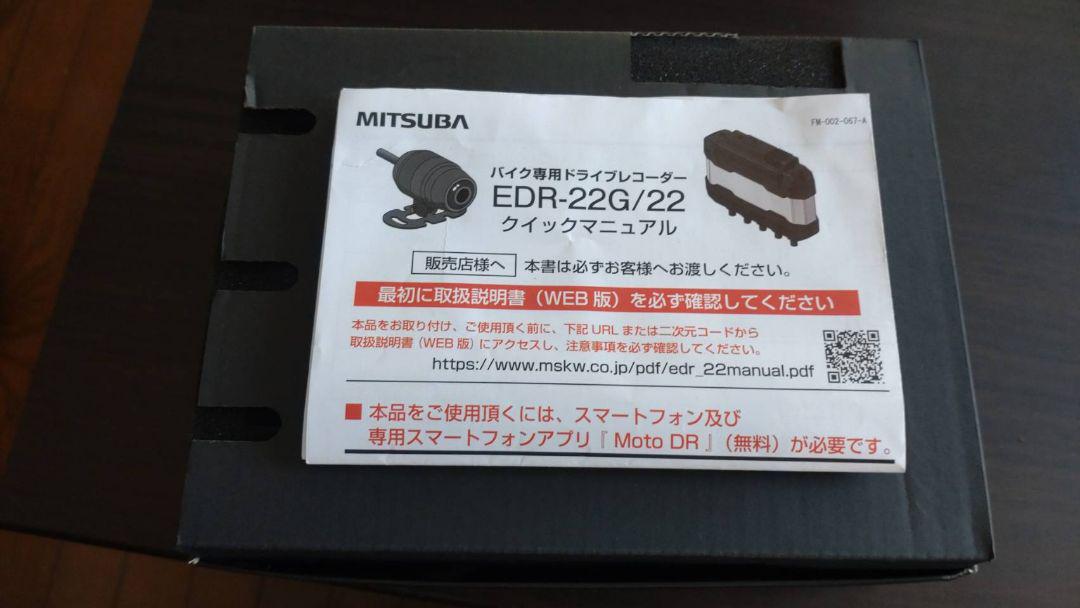 MITSUBA
FM-002-067-A
バイク専用ドライブレコーダー
EDR-22G/22
クイックマニュアル
販売店様へ 本書は必ずお客様へお渡しください。
最初に取扱説明書（WEB 版）を必ず確認してください
本品をお取り付け、ご使用頂く前に、下記 URL または二次元コードから
取扱説明書（WEB 版）にアクセスし、注意事項を必ず確認してください。
https://www.mskw.co.jp/pdf/edr_22manual.pdf
■ 本品をご使用頂くには、スマートフォン及び
専用スマートフォンアプリ『 Moto DR 』（無料）が必要です。